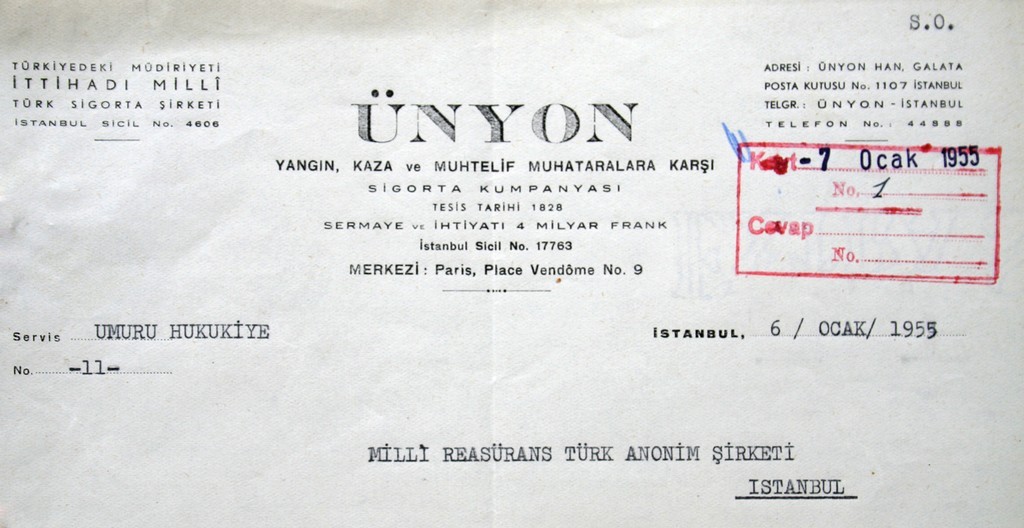 S.O.
TÜRKİYEDEKİ MÜDİRİYETİ
İTTİHADI MİLLÎ
TÜRK SİGORTA ŞİRKETİ
İSTANBUL SİCİL No. 4606
ÜNYON
YANGIN, KAZA ve MUHTELİF MUHATARALARA KARŞI
SİGORTA KUMPANYASI
TESİS TARİHİ 1828
SERMAYE VE İHTİYATI 4 MİLYAR FRANK
İstanbul Sicil No. 17763
MERKEZİ : Paris, Place Vendôme No. 9
ADRESİ : ÜNYON HAN, GALATA
POSTA KUTUSU No. 1107 İSTANBUL
TELGR. : ÜNYON - İSTANBUL
TELEFON No. : 44888
-7 Ocak 1955
No. 1
Cevap
No.
Servis UMURU HUKUKİYE
No. -11-
İSTANBUL, 6 / OCAK/ 1955
MİLLİ REASÜRANS TÜRK ANONİM ŞİRKETİ
ISTANBUL